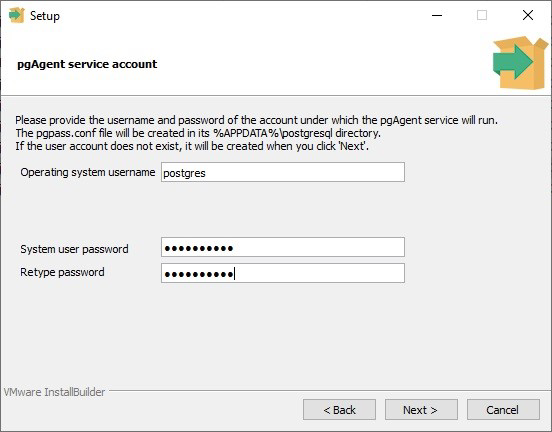 Setup
pgAgent service account
Please provide the username and password of the account under which the pgAgent service will run.
The pgpass.conf file will be created in its %APPDATA%\postgresql directory.
If the user account does not exist, it will be created when you click 'Next'.
Operating system username postgres
System user password ●●●●●●●●●●
Retype password ●●●●●●●●●●
VMware InstallBuilder
< Back Next > Cancel